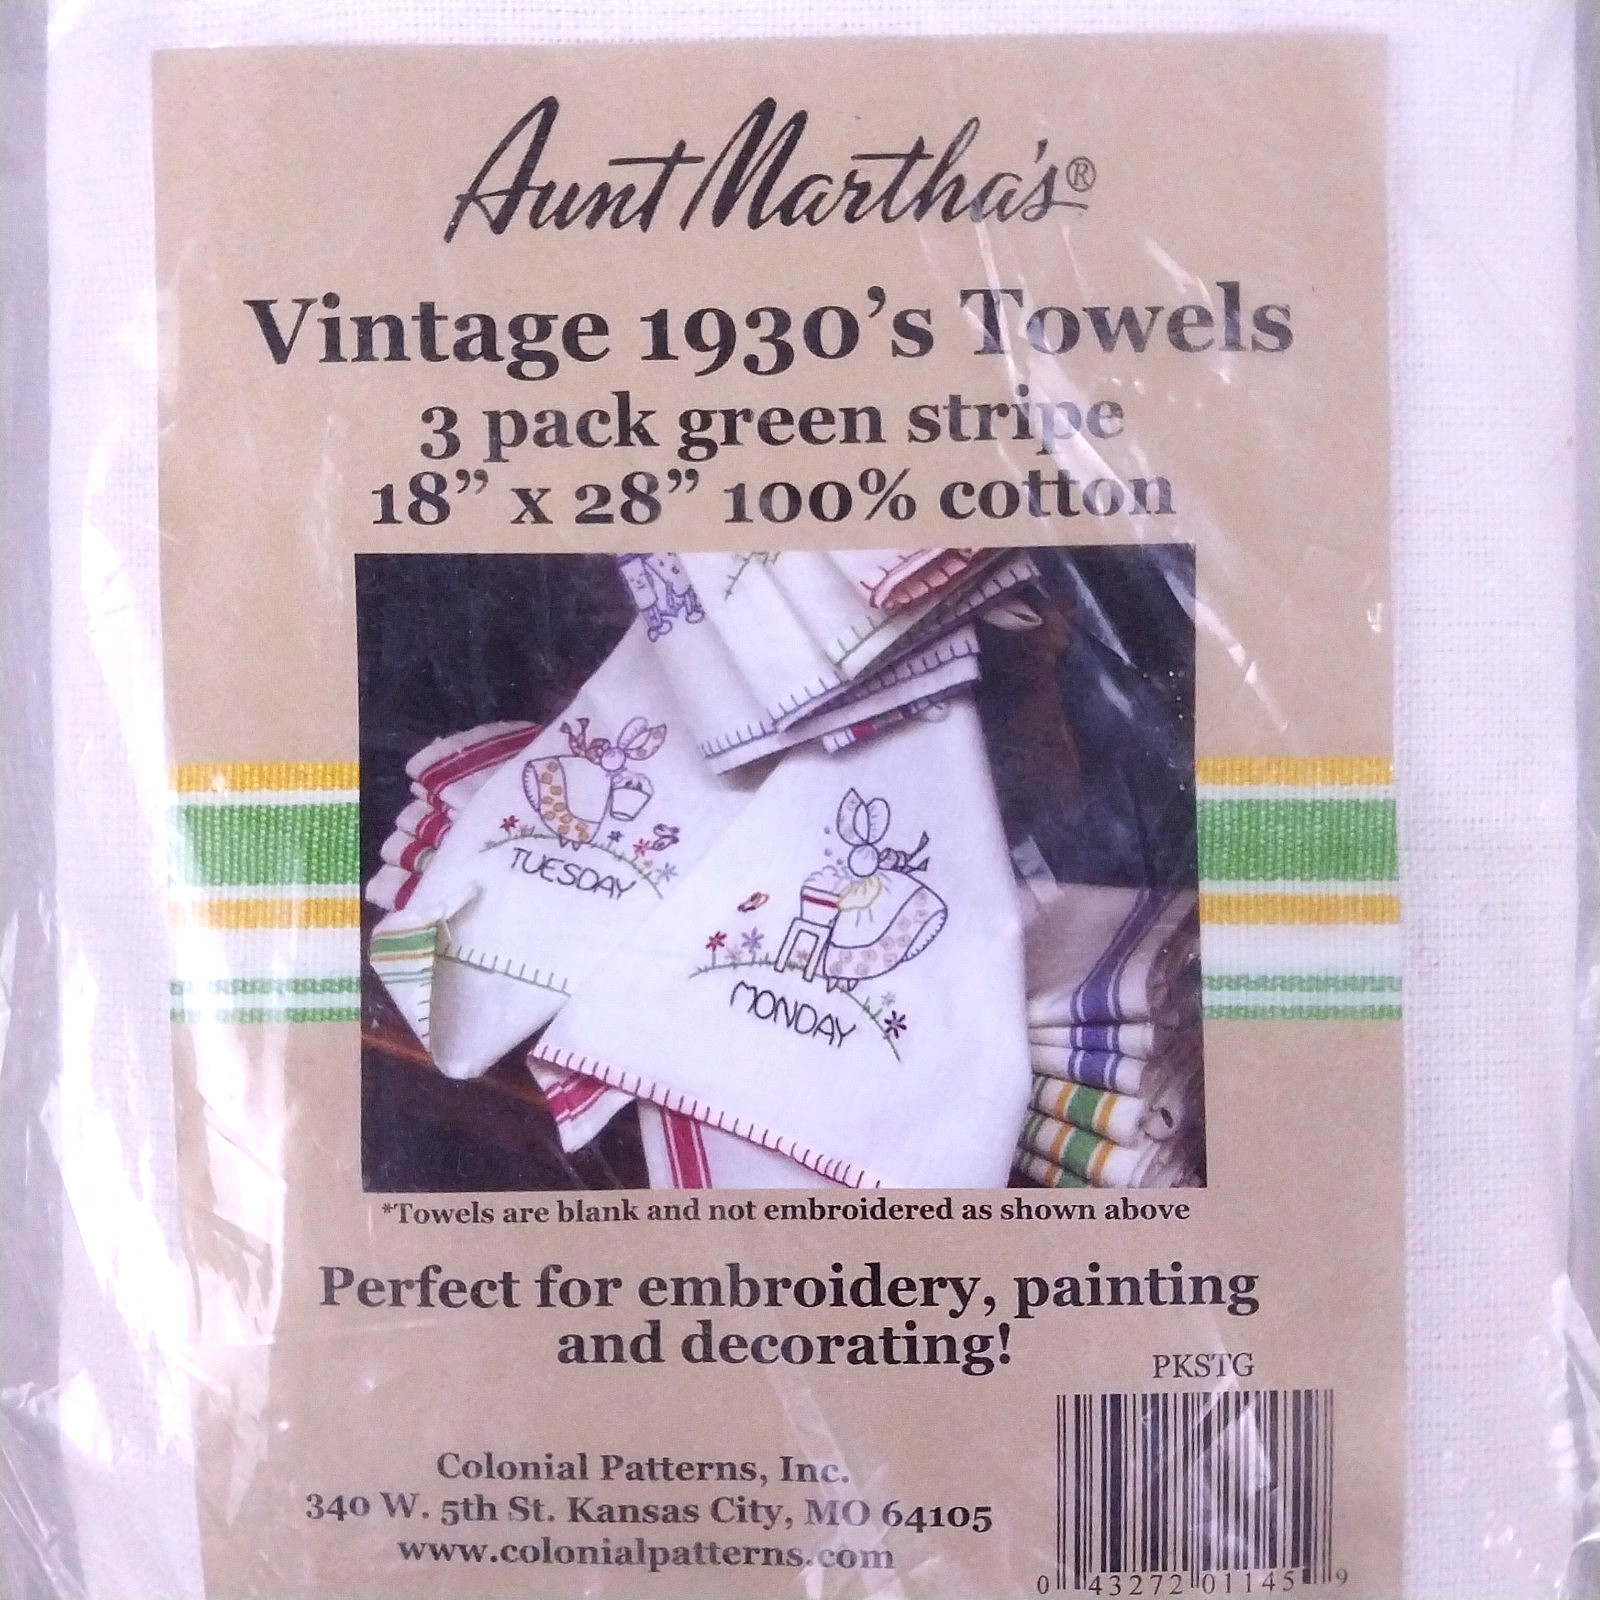 Aunt Martha's®
Vintage 1930's Towels
3 pack green stripe
18" x 28" 100% cotton
TUESDAY
MONDAY
*Towels are blank and not embroidered as shown above
Perfect for embroidery, painting
and decorating!
PKSTG
Colonial Patterns, Inc.
340 W. 5th St. Kansas City, MO 64105
www.colonialpatterns.com
0 43272 01145 9